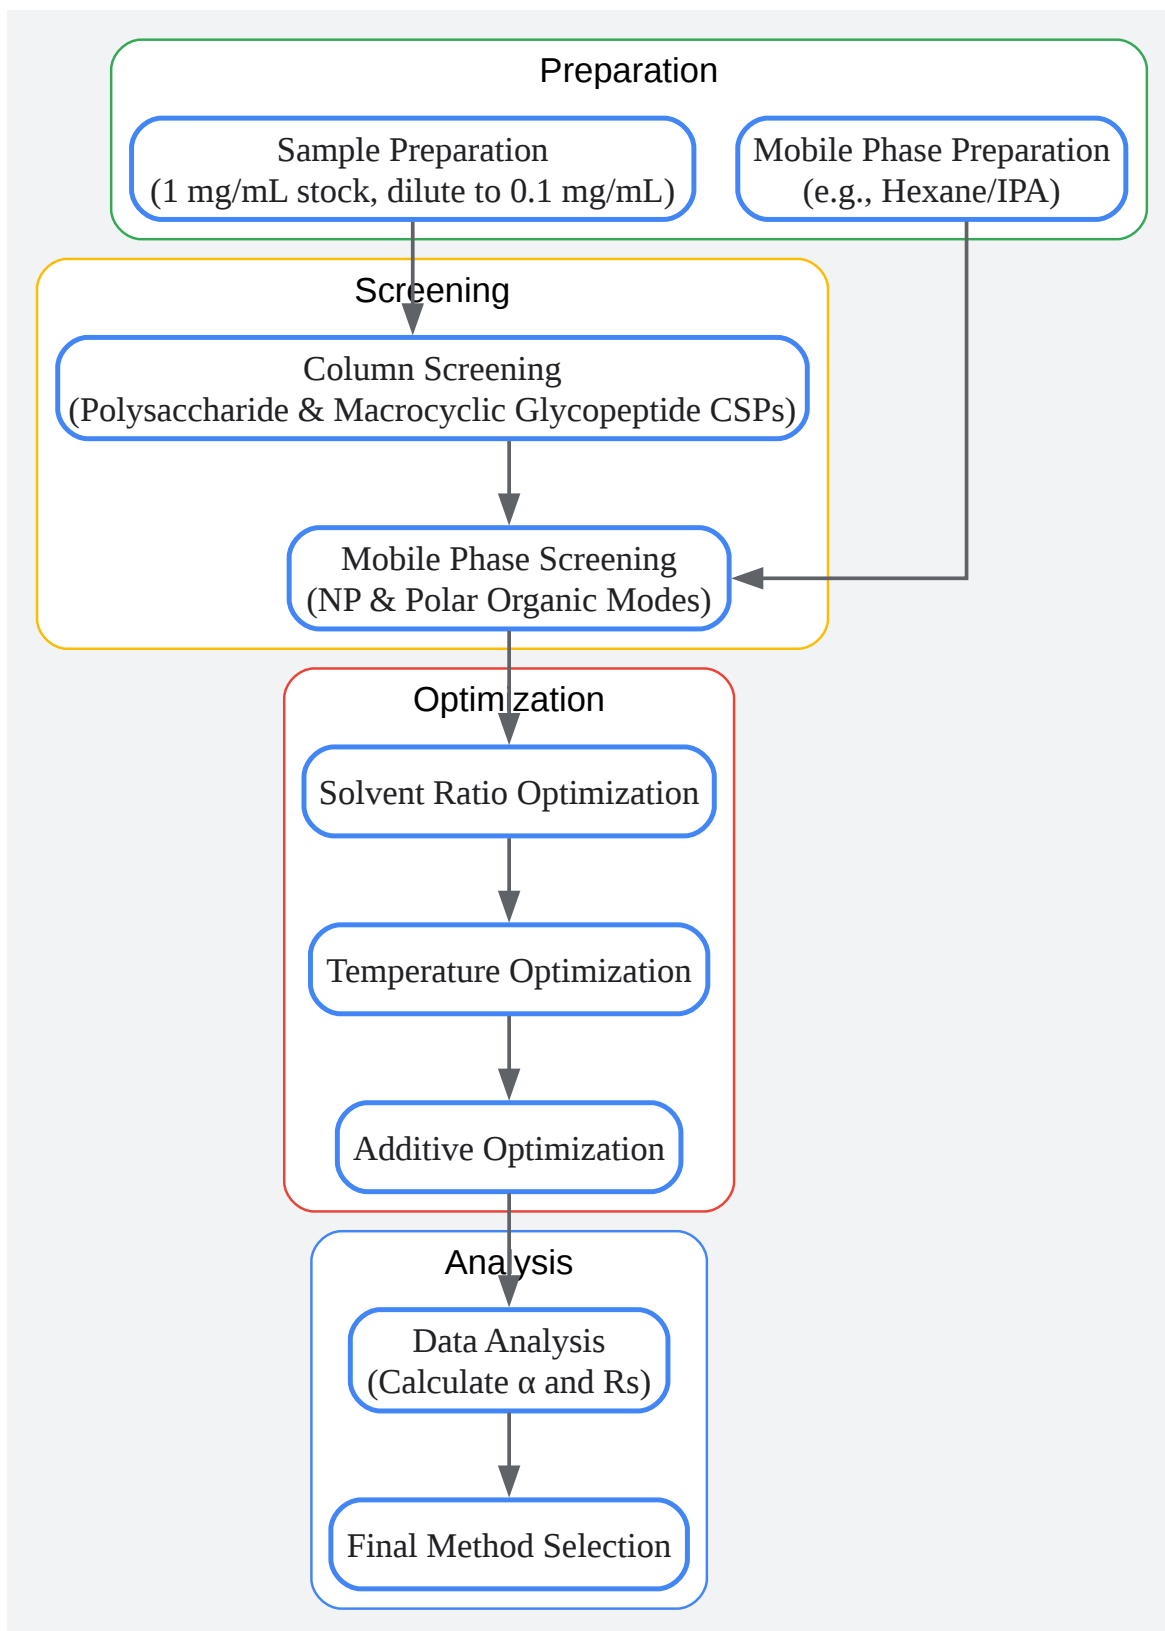 Preparation
Sample Preparation
(1 mg/mL stock, dilute to 0.1 mg/mL)
Mobile Phase Preparation
(e.g., Hexane/IPA)
Screening
Column Screening
(Polysaccharide & Macrocyclic Glycopeptide CSPs)
Mobile Phase Screening
(NP & Polar Organic Modes)
Optimization
Solvent Ratio Optimization
Temperature Optimization
Additive Optimization
Analysis
Data Analysis
(Calculate α and Rs)
Final Method Selection